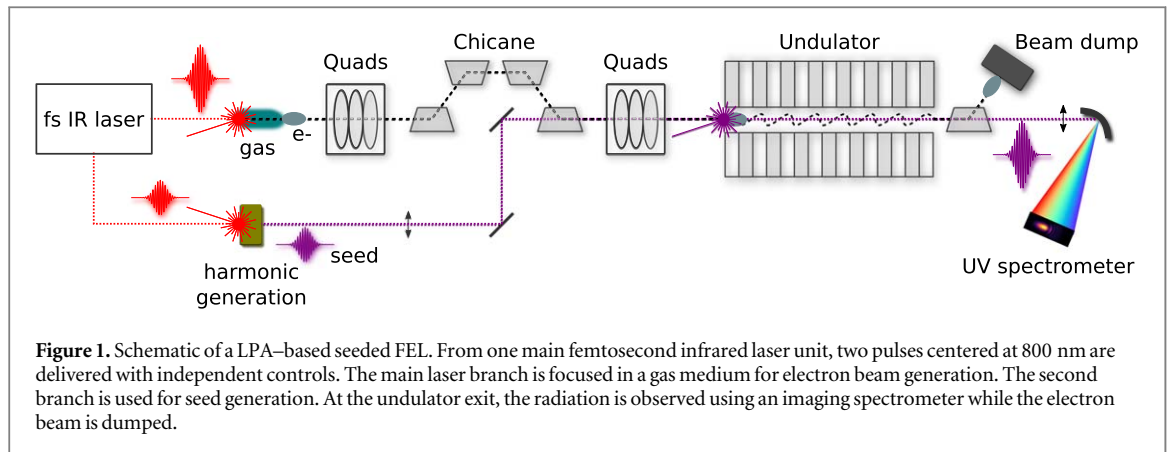 Chicane
Undulator
Beam dump
Quads
Quads
fs IR laser
gas
e-
seed
harmonic
generation
UV spectrometer
Figure 1. Schematic of a LPA–based seeded FEL. From one main femtosecond infrared laser unit, two pulses centered at 800 nm are
delivered with independent controls. The main laser branch is focused in a gas medium for electron beam generation. The second
branch is used for seed generation. At the undulator exit, the radiation is observed using an imaging spectrometer while the electron
beam is dumped.